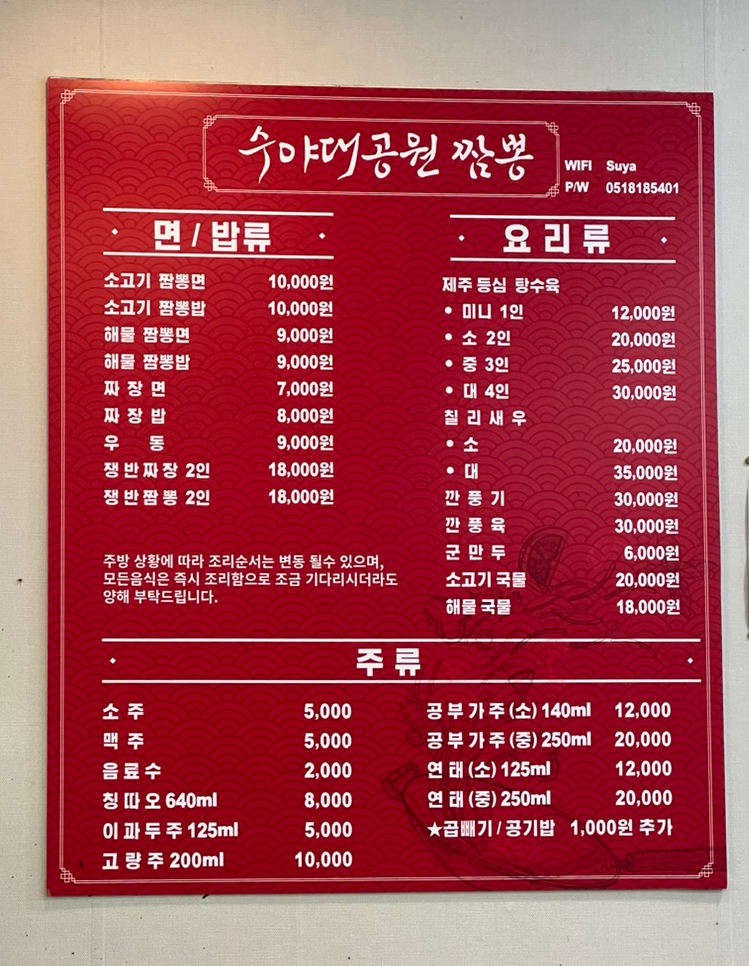 수야대공원 짬뽕
WIFI Suya
P/W 0518185401
면 / 밥류
소고기 짬뽕면 10,000원
소고기 짬뽕밥 10,000원
해물 짬뽕면 9,000원
해물 짬뽕밥 9,000원
짜 장 면 7,000원
짜 장 밥 8,000원
우 동 9,000원
쟁반짜장 2인 18,000원
쟁반짬뽕 2인 18,000원
주방 상황에 따라 조리순서는 변동 될수 있으며,
모든음식은 즉시 조리함으로 조금 기다리시더라도
양해 부탁드립니다.
요 리 류
제주 등심 탕수육
• 미니 1인 12,000원
• 소 2인 20,000원
• 중 3인 25,000원
• 대 4인 30,000원
칠 리 새 우
• 소 20,000원
• 대 35,000원
깐 풍 기 30,000원
깐 풍 육 30,000원
군 만 두 6,000원
소고기 국물 20,000원
해물 국물 18,000원
주 류
소 주 5,000
맥 주 5,000
음료수 2,000
칭따오 640ml 8,000
이과두주 125ml 5,000
고량주 200ml 10,000
공부가주 (소) 140ml 12,000
공부가주 (중) 250ml 20,000
연태 (소) 125ml 12,000
연태 (중) 250ml 20,000
★곱빼기 / 공기밥 1,000원 추가